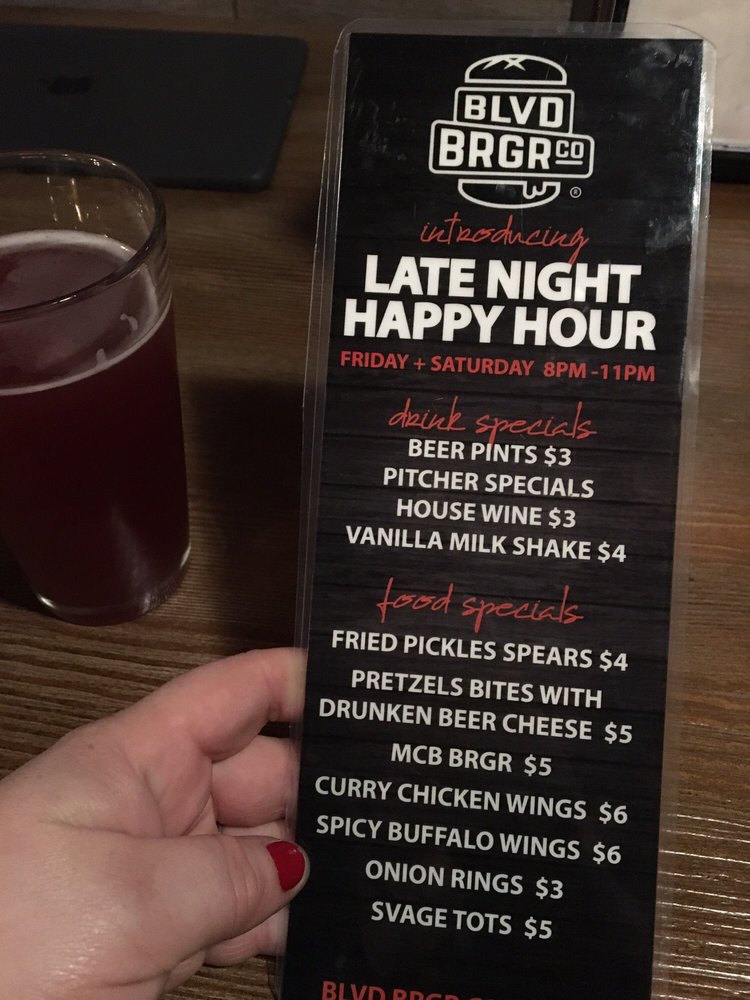 BLVD
BRGR CO
®
introducing
LATE NIGHT
HAPPY HOUR
FRIDAY + SATURDAY 8PM -11PM
drink specials
BEER PINTS $3
PITCHER SPECIALS
HOUSE WINE $3
VANILLA MILK SHAKE $4
food specials
FRIED PICKLES SPEARS $4
PRETZELS BITES WITH
DRUNKEN BEER CHEESE $5
MCB BRGR $5
CURRY CHICKEN WINGS $6
SPICY BUFFALO WINGS $6
ONION RINGS $3
SVAGE TOTS $5
BLVD BRGR